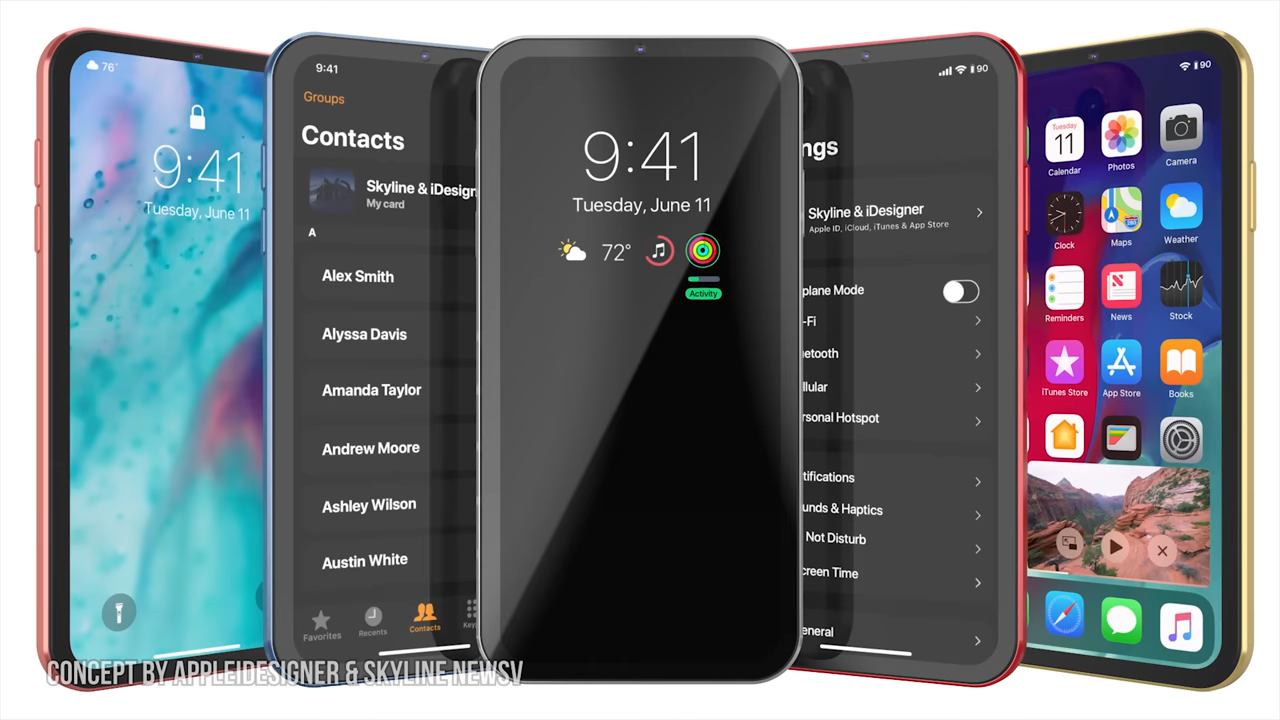 76°
9:41
Tuesday, June 11
9:41
Groups
Contacts
Skyline & iDesign
My card
A
Alex Smith
Alyssa Davis
Amanda Taylor
Andrew Moore
Ashley Wilson
Austin White
Favorites
Recents
Contacts
Key
9:41
Tuesday, June 11
72°
Activity
90
ngs
Skyline & iDesigner
Apple ID, iCloud, iTunes & App Store
plane Mode
-Fi
etooth
llular
rsonal Hotspot
tifications
unds & Haptics
Not Disturb
creen Time
eneral
90
Tuesday
11
Calendar
Photos
Camera
Clock
Maps
Weather
Reminders
News
Stock
iTunes Store
App Store
Books
CONCEPT BY APPLEIDESIGNER & SKYLINE NEWSV